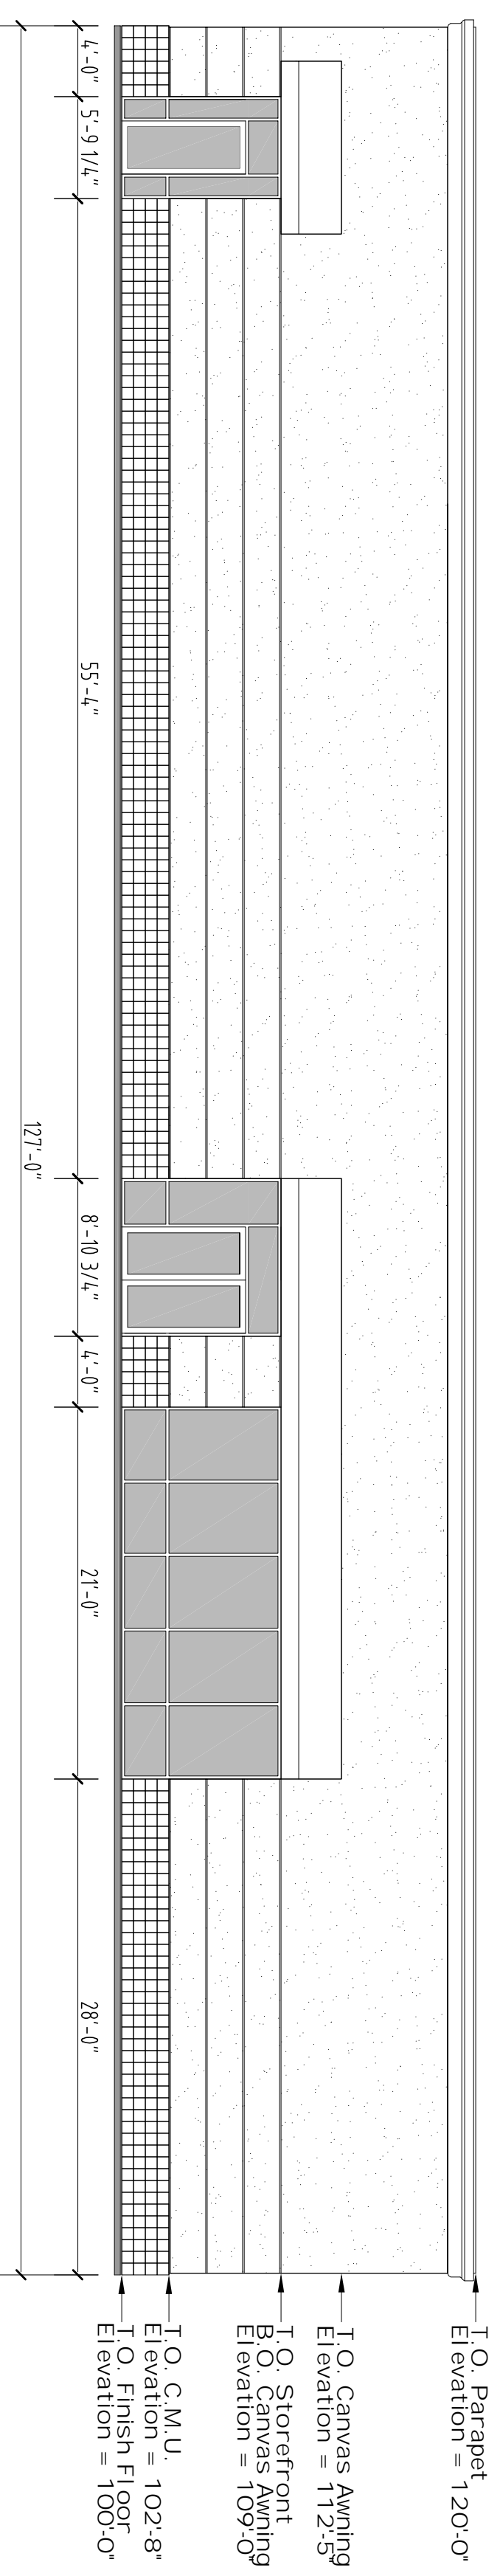 T.O. Parapet
Elevation = 120'-0"
T.O. Canvas Awning
Elevation = 112'-5"
T.O. Storefront
B.O. Canvas Awning
Elevation = 109'-0"
T.O. C.M.U.
Elevation = 102'-8"
T.O. Finish Floor
Elevation = 100'-0"
4'-0"
5'-9 1/4"
55'-4"
8'-10 3/4"
4'-0"
21'-0"
28'-0"
127'-0"